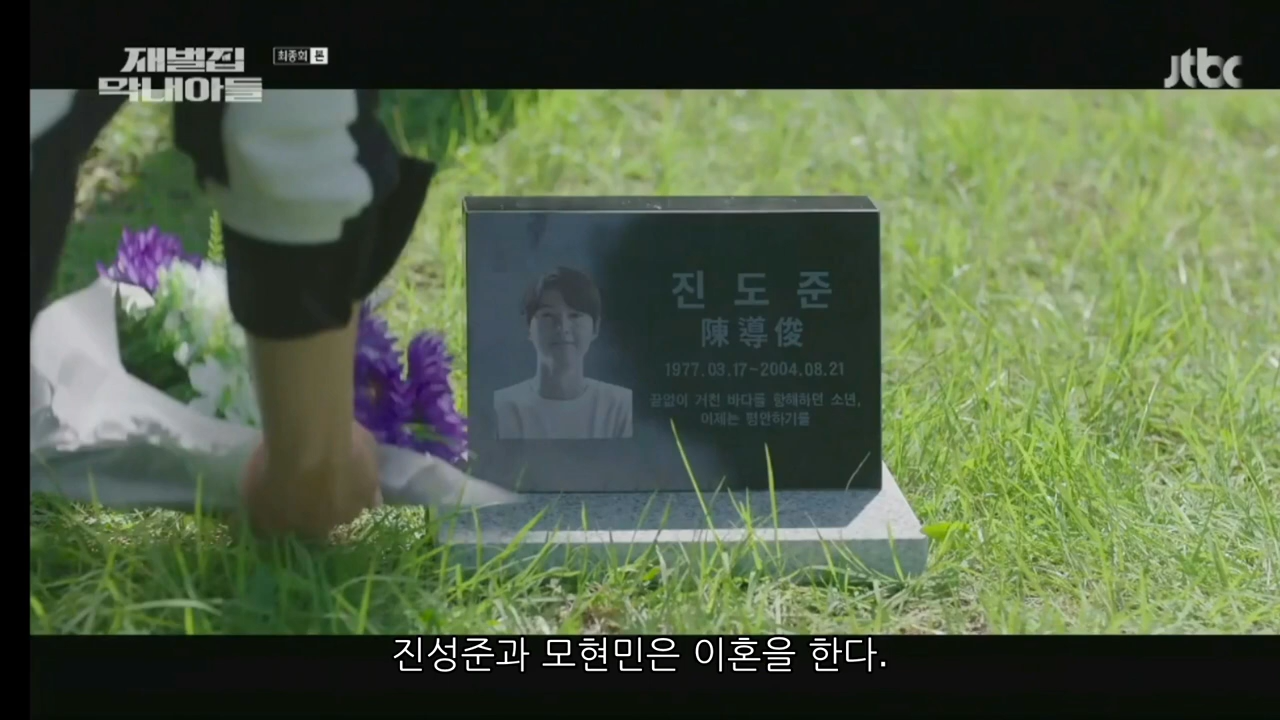 재벌집
막내아들
최종회 본
jtbc
진 도 준
陳 導 俊
1977.03.17~2004.08.21
끝없이 거친 바다를 항해하던 소년,
이제는 평안하기를
진성준과 모현민은 이혼을 한다.